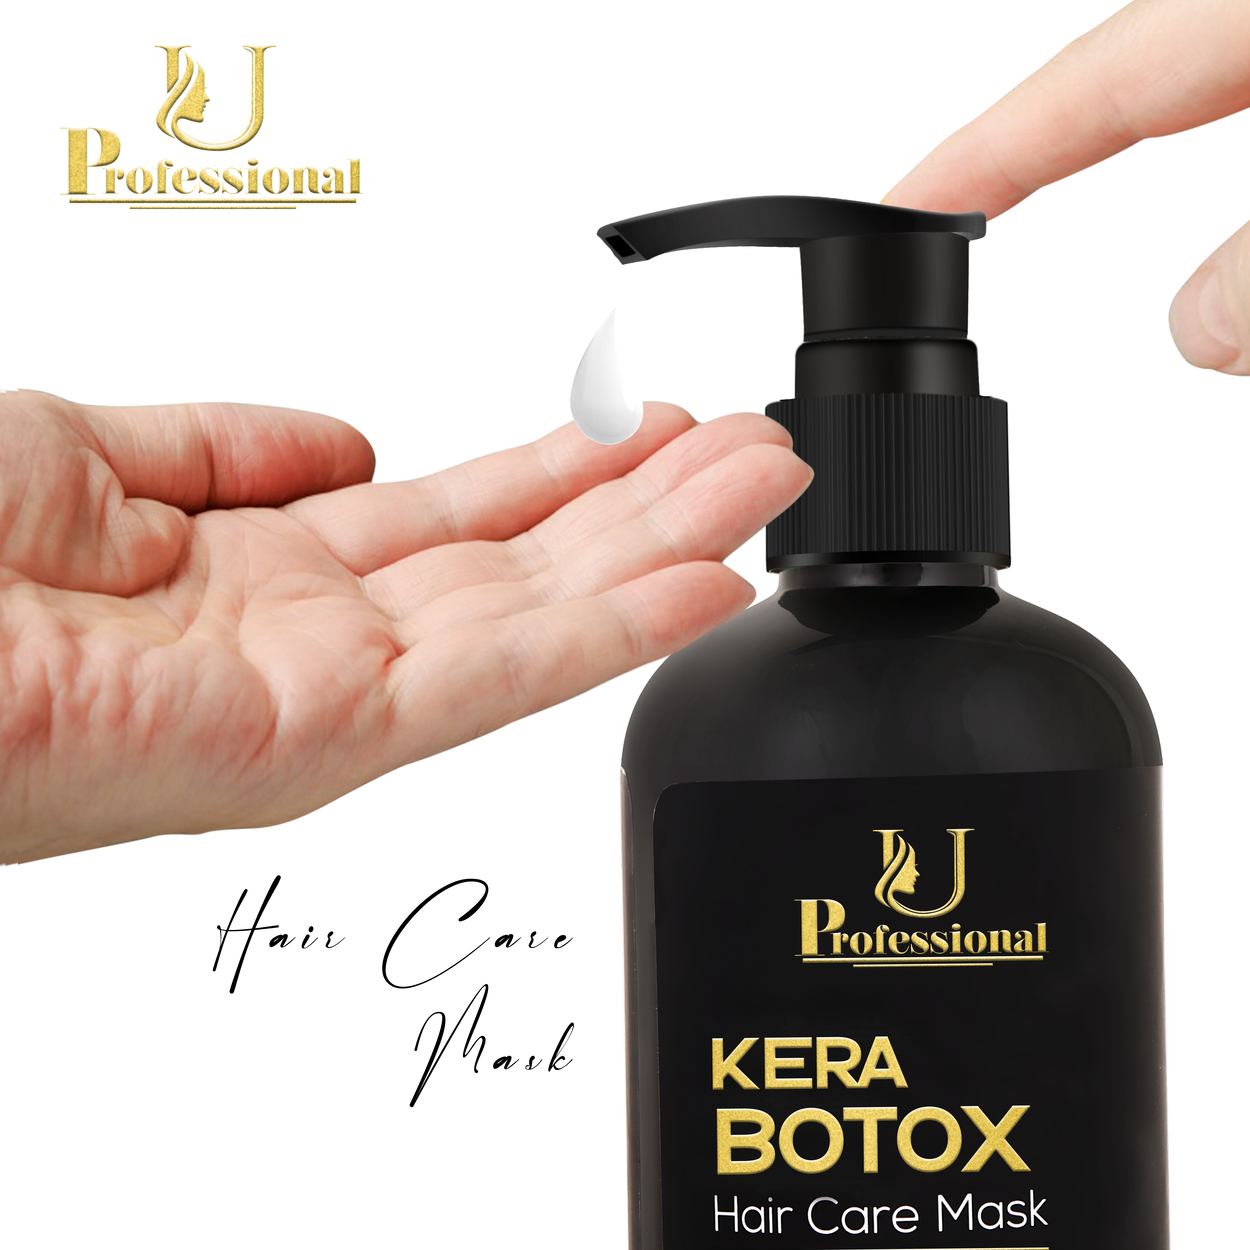 U
Professional
Hair Care
Mask
U
Professional
KERA
BOTOX
Hair Care Mask